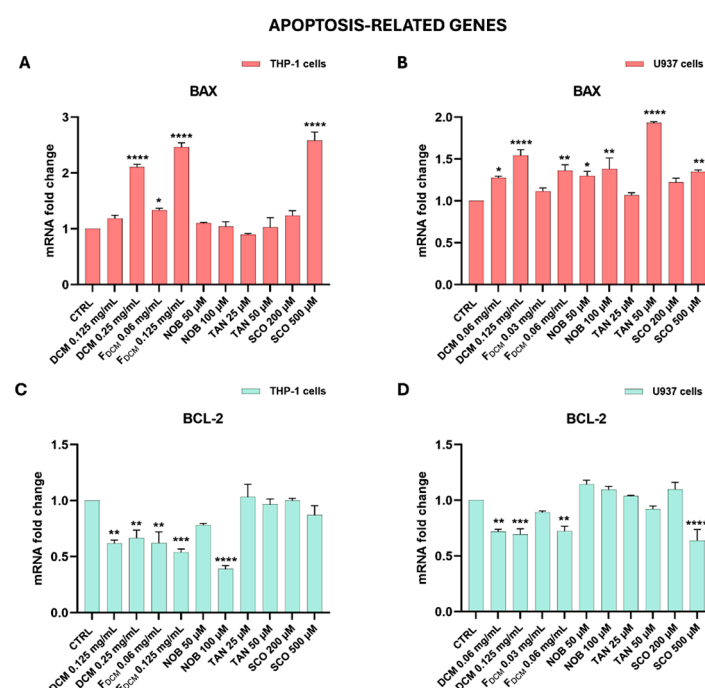 APOPTOSIS-RELATED GENES
A
THP-1 cells
BAX
mRNA fold change
3
2
1
0
* * * *
*
* * * *
* * * *
CTRL
DCM 0.125 mg/mL
DCM 0.25 mg/mL
FDCM 0.06 mg/mL
FDCM 0.125 mg/mL
NOB 50 µM
NOB 100 µM
TAN 25 µM
TAN 50 µM
SCO 200 µM
SCO 500 µM
B
U937 cells
BAX
mRNA fold change
2.0
1.5
1.0
0.5
0.0
*
****
**
*
**
****
**
CTRL
DCM 0.06 mg/mL
DCM 0.125 mg/mL
FDCM 0.03 mg/mL
FDCM 0.06 mg/mL
NOB 50 µM
NOB 100 µM
TAN 25 µM
TAN 50 µM
SCO 200 µM
SCO 500 µM
C
THP-1 cells
BCL-2
mRNA fold change
1.5
1.0
0.5
0.0
**
**
**
***
****
CTRL
DCM 0.125 mg/mL
DCM 0.25 mg/mL
FDCM 0.06 mg/mL
FDCM 0.125 mg/mL
NOB 50 µM
NOB 100 µM
TAN 25 µM
TAN 50 µM
SCO 200 µM
SCO 500 µM
D
U937 cells
BCL-2
mRNA fold change
1.5
1.0
0.5
0.0
**
***
**
****
CTRL
DCM 0.06 mg/mL
DCM 0.125 mg/mL
FDCM 0.03 mg/mL
FDCM 0.06 mg/mL
NOB 50 µM
NOB 100 µM
TAN 25 µM
TAN 50 µM
SCO 200 µM
SCO 500 µM